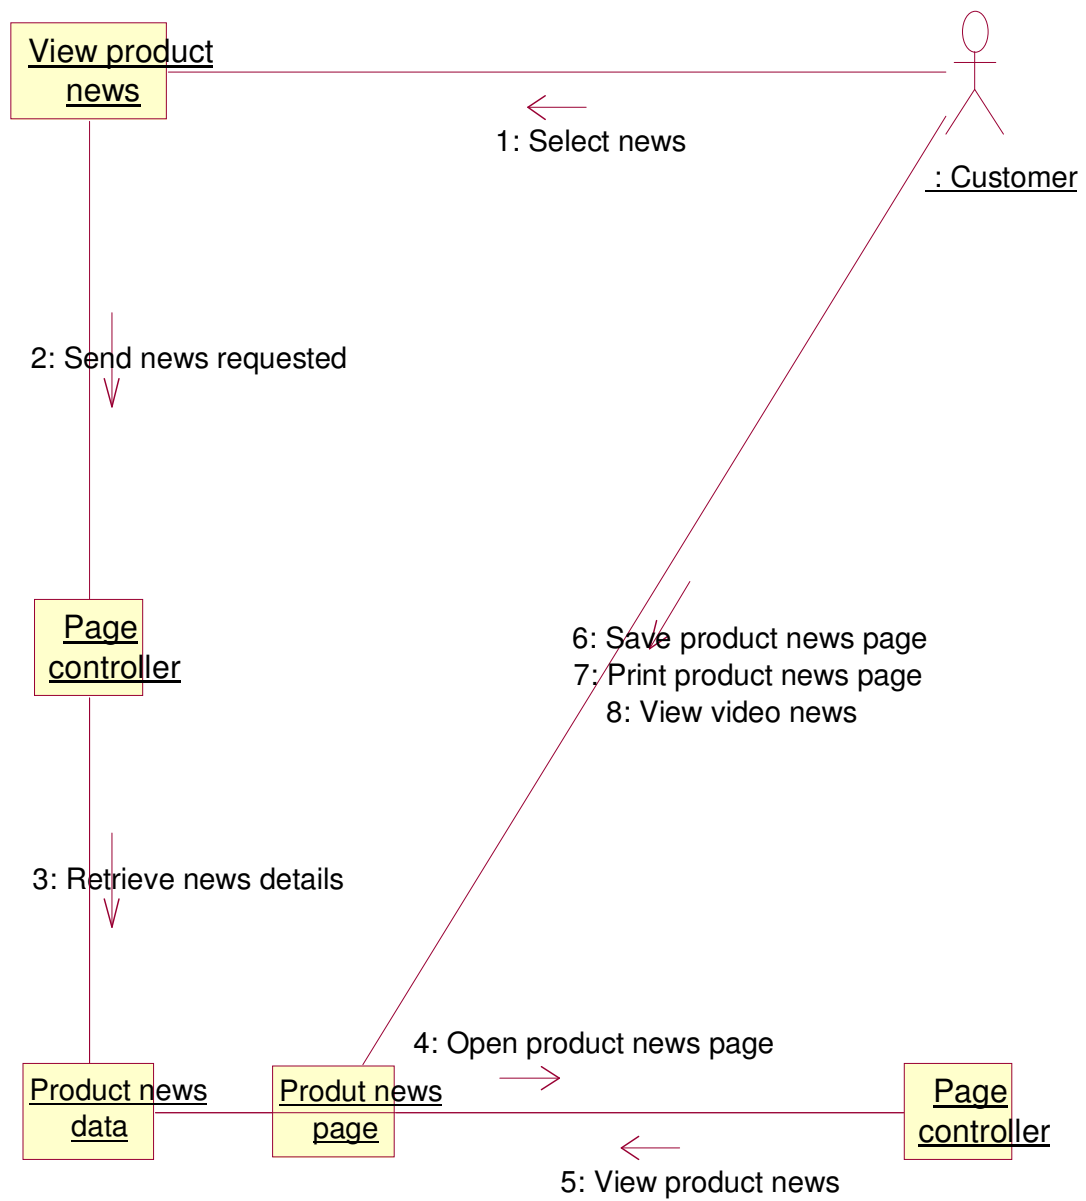 View product
news
1: Select news
: Customer
2: Send news requested
Page
controller
6: Save product news page
7: Print product news page
8: View video news
3: Retrieve news details
4: Open product news page
Product news
data
Produt news
page
Page
controller
5: View product news